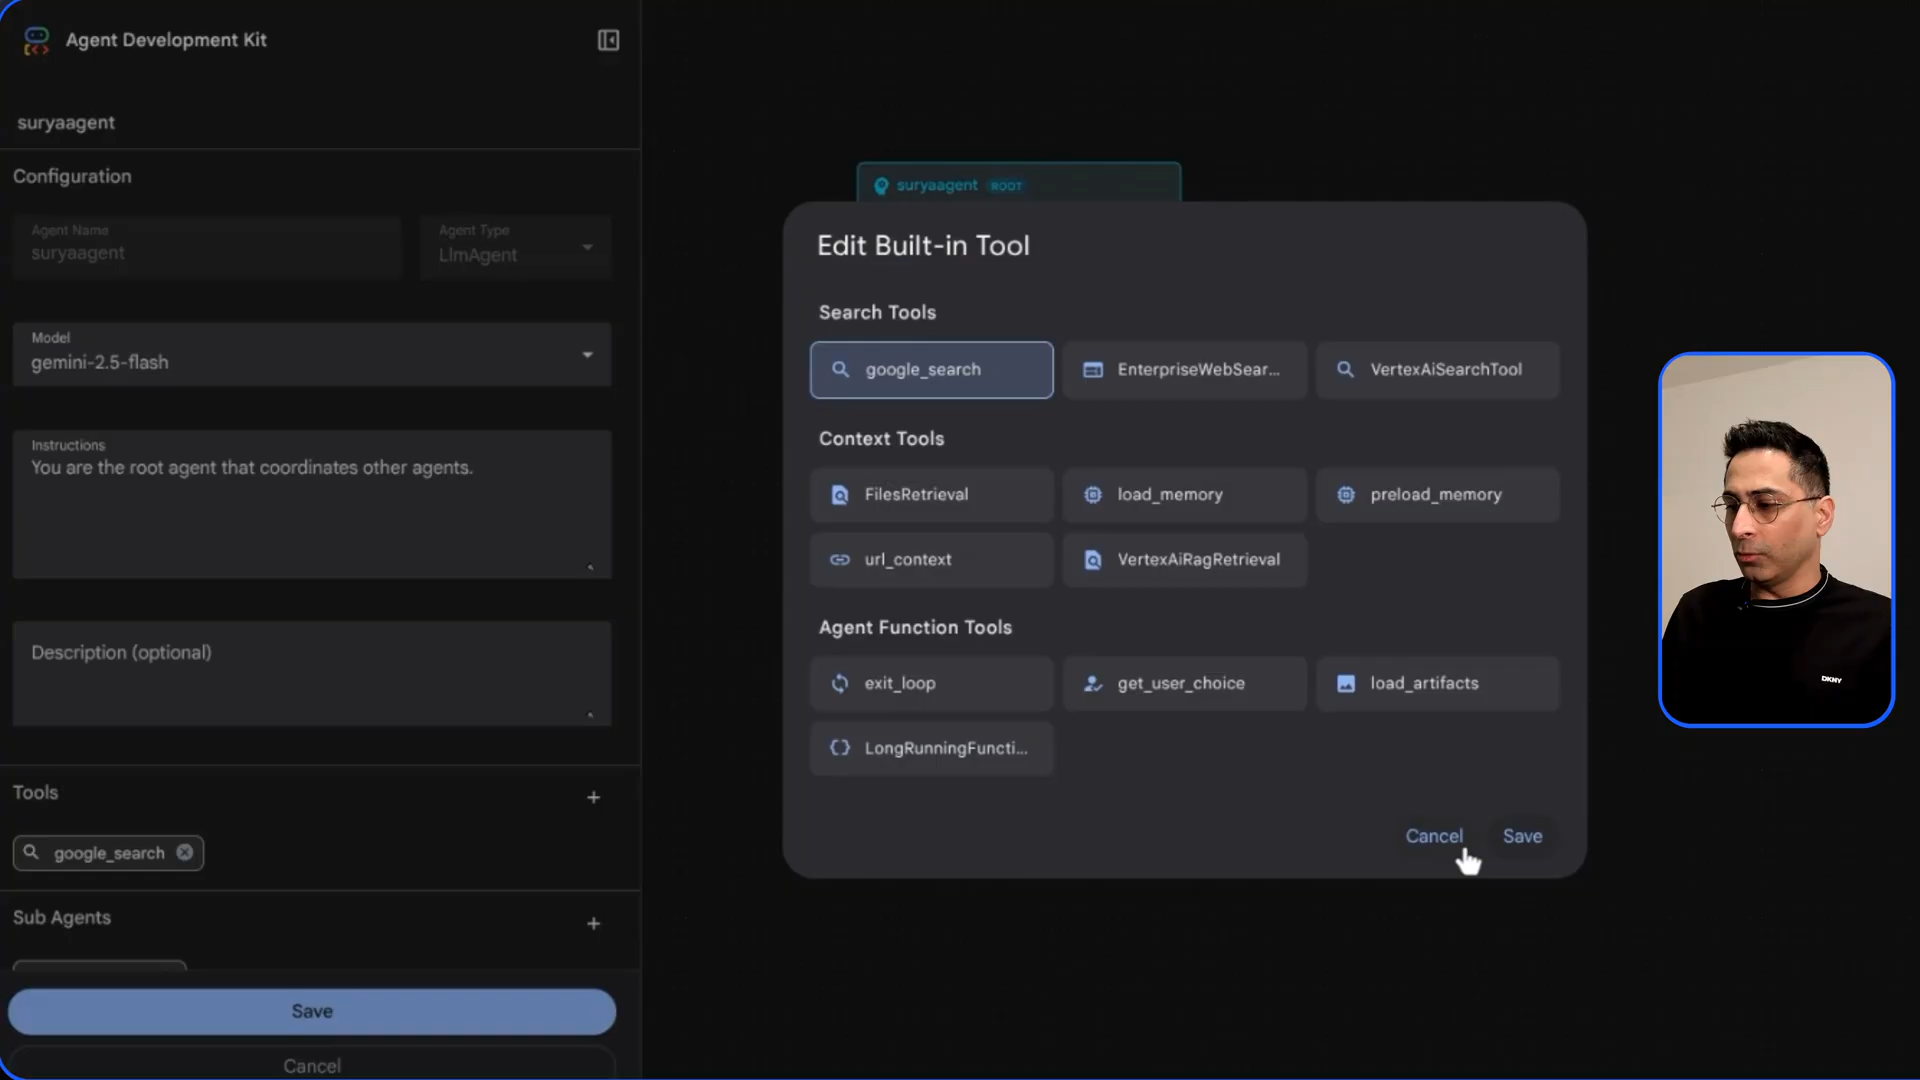 Agent Development Kit
suryaagent
Configuration
Agent Name
suryaagent
Agent Type
LlmAgent
Model
gemini-2.5-flash
Instructions
You are the root agent that coordinates other agents.
Description (optional)
Tools
google_search
Sub Agents
Save
Cancel
suryaagent ROOT
Edit Built-in Tool
Search Tools
google_search
EnterpriseWebSear...
VertexAiSearchTool
Context Tools
FilesRetrieval
load_memory
preload_memory
url_context
VertexAiRagRetrieval
Agent Function Tools
exit_loop
get_user_choice
load_artifacts
LongRunningFuncti...
Cancel
Save
DKNY